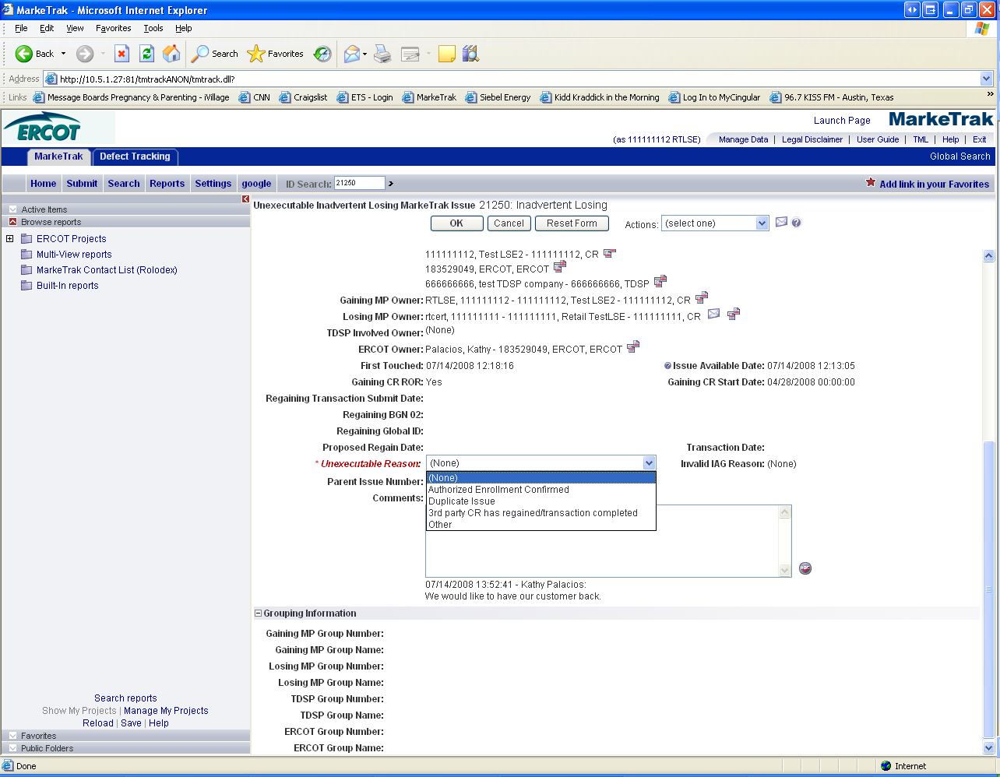 MarkeTrak - Microsoft Internet Explorer
File Edit View Favorites Tools Help
Back Search Favorites
Address http://10.5.1.27:81/tmtrackANON/tmtrack.dll?
Links Message Boards Pregnancy & Parenting - iVillage CNN Craigslist ETS - Login MarkeTrak Siebel Energy Kidd Kraddick in the Morning Log In to MyCingular 96.7 KISS FM - Austin, Texas »
ERCOT Launch Page MarkeTrak
(as 111111112 RTLSE) Manage Data | Legal Disclaimer | User Guide | TML | Help | Exit
MarkeTrak Defect Tracking Global Search
Home Submit Search Reports Settings google ID Search: 21250 Add link in your Favorites
Active Items
Browse reports
ERCOT Projects
Multi-View reports
MarkeTrak Contact List (Rolodex)
Built-In reports
Search reports
Show My Projects | Manage My Projects
Reload | Save | Help
Favorites
Public Folders
Unexecutable Inadvertent Losing MarkeTrak Issue 21250: Inadvertent Losing
OK Cancel Reset Form Actions: (select one)
111111112, Test LSE2 - 111111112, CR
183529049, ERCOT, ERCOT
666666666, test TDSP company - 666666666, TDSP
Gaining MP Owner: RTLSE, 111111112 - 111111112, Test LSE2 - 111111112, CR
Losing MP Owner: rtcert, 111111111 - 111111111, Retail TestLSE - 111111111, CR
TDSP Involved Owner: (None)
ERCOT Owner: Palacios, Kathy - 183529049, ERCOT, ERCOT
First Touched: 07/14/2008 12:18:16 Issue Available Date: 07/14/2008 12:13:05
Gaining CR ROR: Yes Gaining CR Start Date: 04/28/2008 00:00:00
Regaining Transaction Submit Date:
Regaining BGN 02:
Regaining Global ID:
Proposed Regain Date: Transaction Date:
*Unexecutable Reason: (None) Invalid IAG Reason: (None)
(None)
Parent Issue Number:
Authorized Enrollment Confirmed
Comments: Duplicate Issue
3rd party CR has regained/transaction completed
Other
ABC
07/14/2008 13:52:41 - Kathy Palacios:
We would like to have our customer back.
Grouping Information
Gaining MP Group Number:
Gaining MP Group Name:
Losing MP Group Number:
Losing MP Group Name:
TDSP Group Number:
TDSP Group Name:
ERCOT Group Number:
ERCOT Group Name:
Done Internet